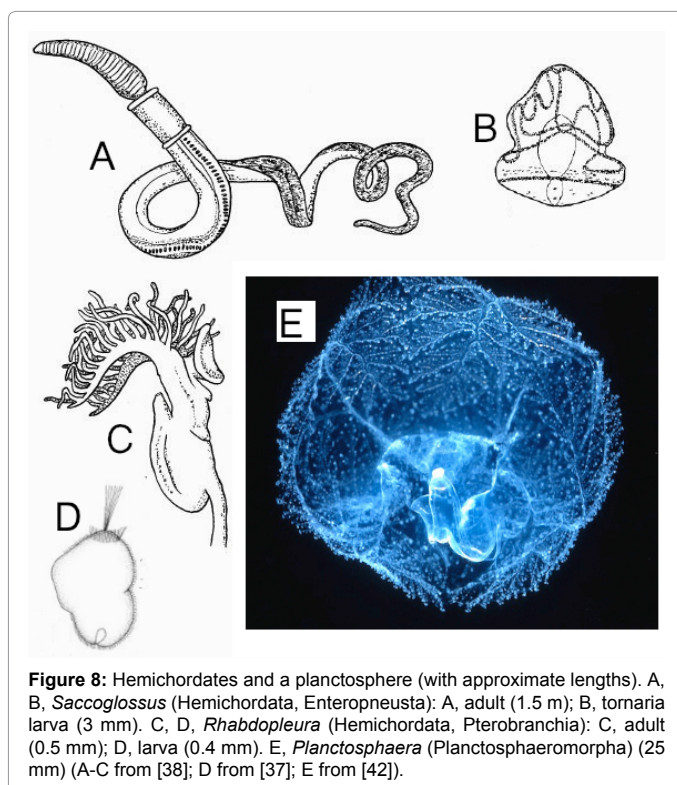 A
B
E
C
D
Figure 8: Hemichordates and a planctosphere (with approximate lengths). A,
B, Saccoglossus (Hemichordata, Enteropneusta): A, adult (1.5 m); B, tornaria
larva (3 mm). C, D, Rhabdopleura (Hemichordata, Pterobranchia): C, adult
(0.5 mm); D, larva (0.4 mm). E, Planctosphaera (Planctosphaeromorpha) (25
mm) (A-C from [38]; D from [37]; E from [42]).